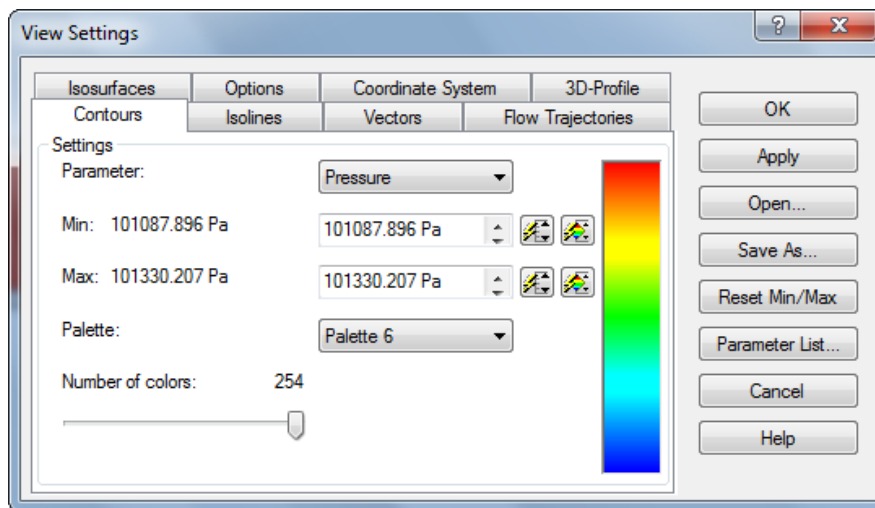 View Settings
?
Isosurfaces Options Coordinate System 3D-Profile
Contours Isolines Vectors Flow Trajectories
Settings
Parameter: Pressure
Min: 101087.896 Pa 101087.896 Pa
Max: 101330.207 Pa 101330.207 Pa
Palette: Palette 6
Number of colors: 254
OK
Apply
Open...
Save As...
Reset Min/Max
Parameter List...
Cancel
Help